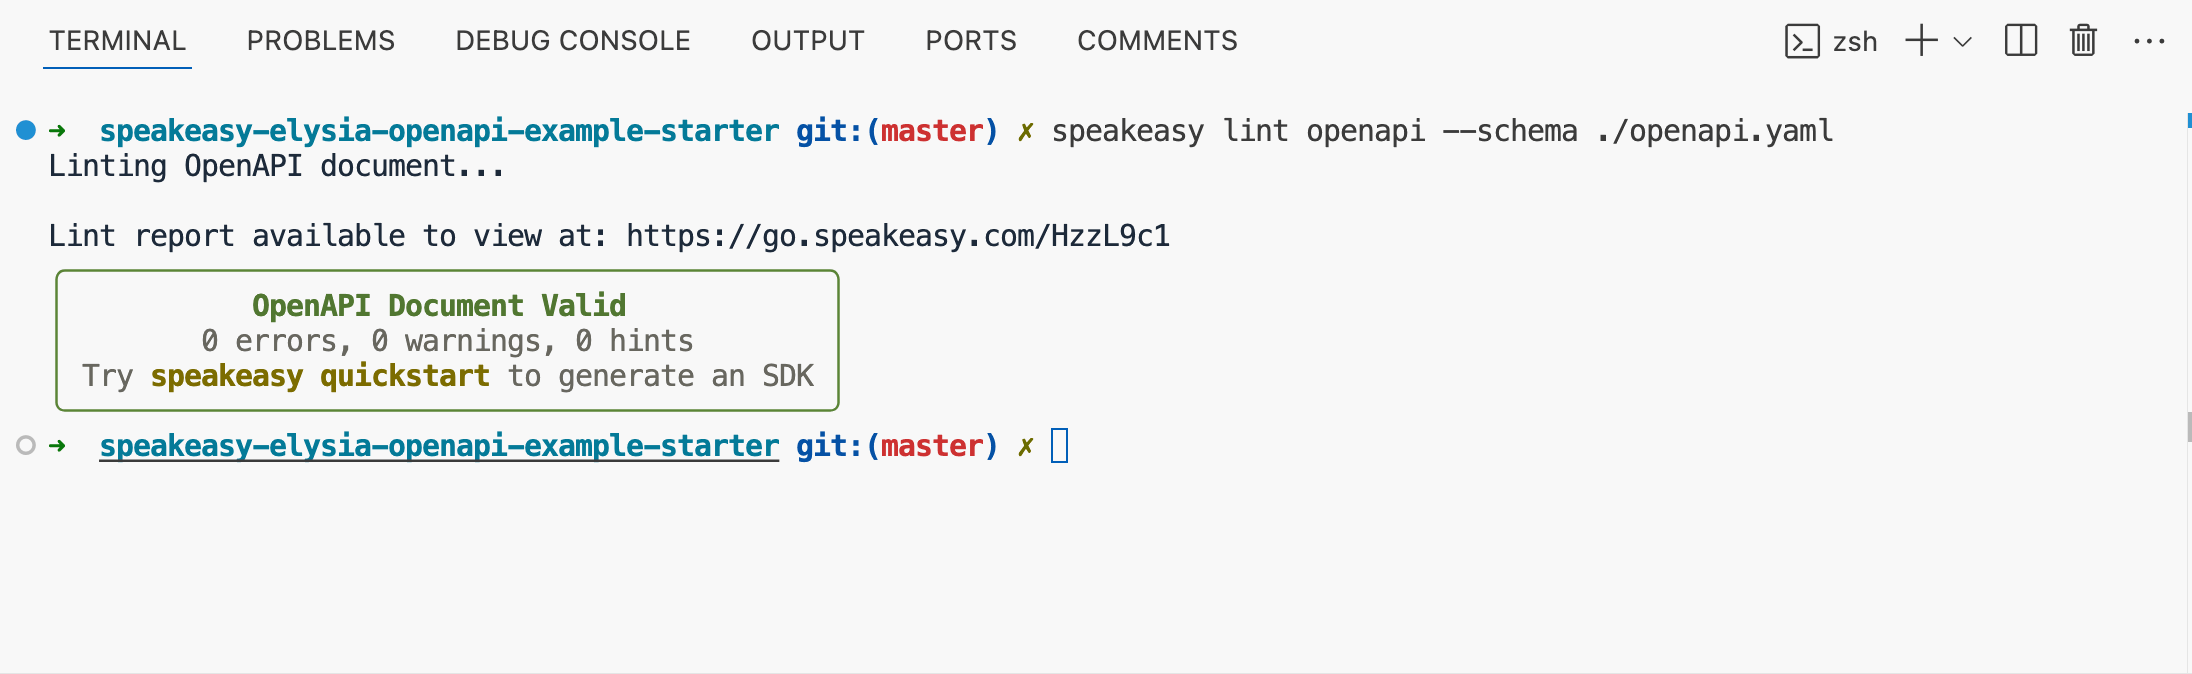 TERMINAL PROBLEMS DEBUG CONSOLE OUTPUT PORTS COMMENTS zsh
➜ speakeasy-elysia-openapi-example-starter git:(master) ✗ speakeasy lint openapi --schema ./openapi.yaml
Linting OpenAPI document...
Lint report available to view at: https://go.speakeasy.com/HzzL9c1
OpenAPI Document Valid
0 errors, 0 warnings, 0 hints
Try speakeasy quickstart to generate an SDK
➜ speakeasy-elysia-openapi-example-starter git:(master) ✗